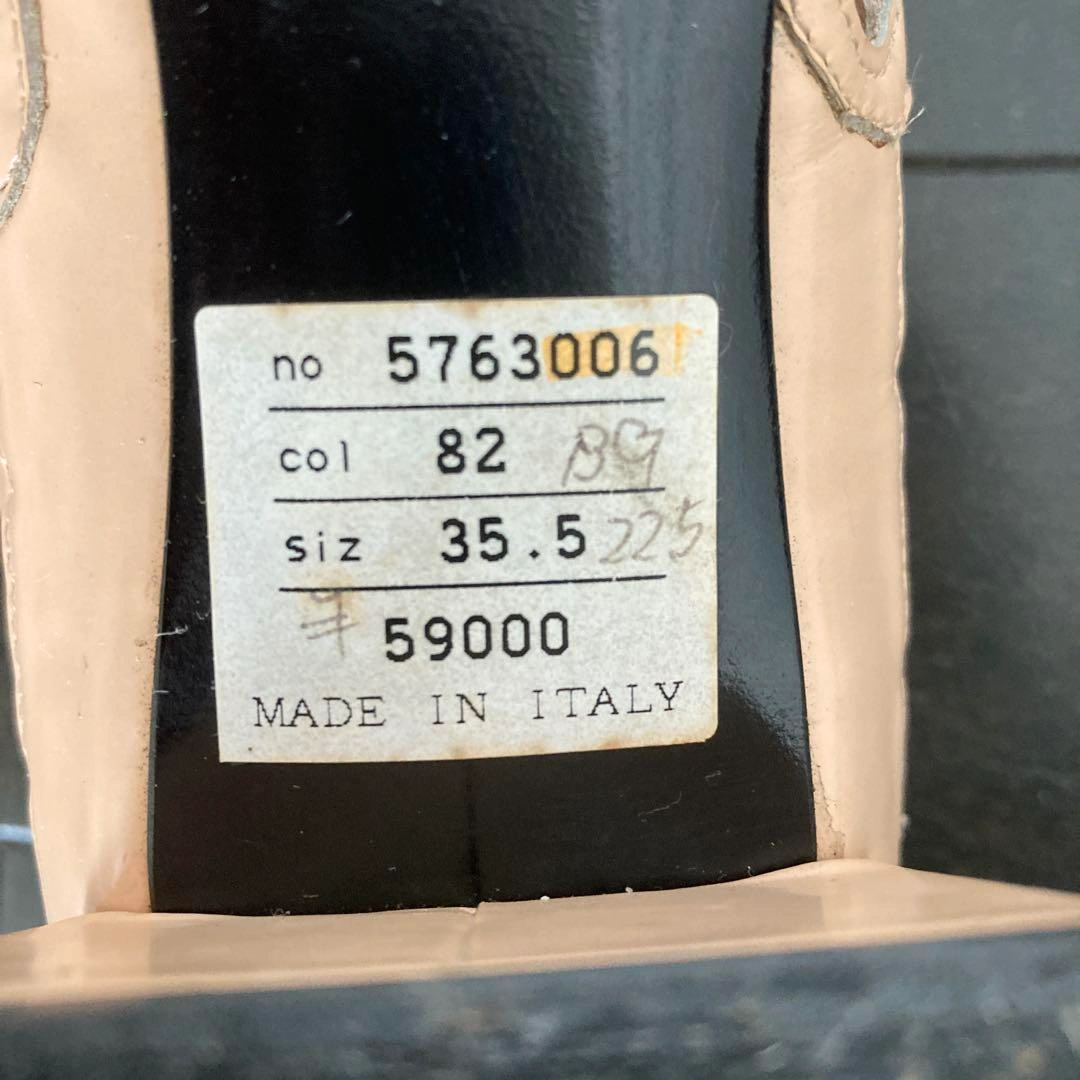 no 5763006
col 82 BG
siz 35.5 225
59000
MADE IN ITALY